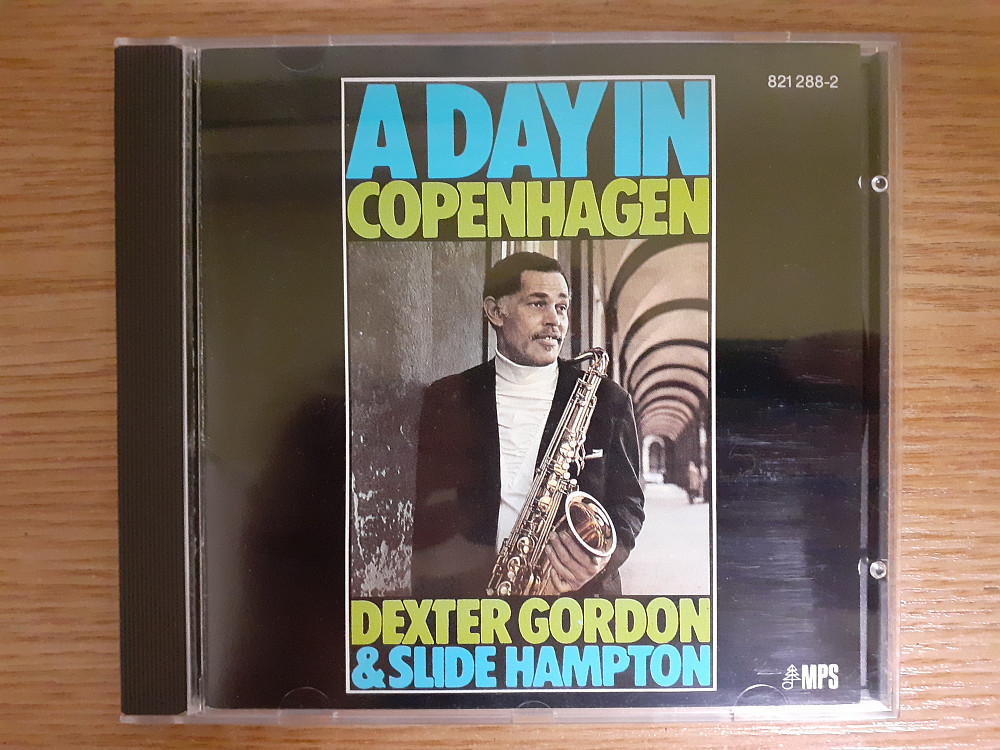 821 288-2
A DAY IN
COPENHAGEN
DEXTER GORDON
& SLIDE HAMPTON
MPS